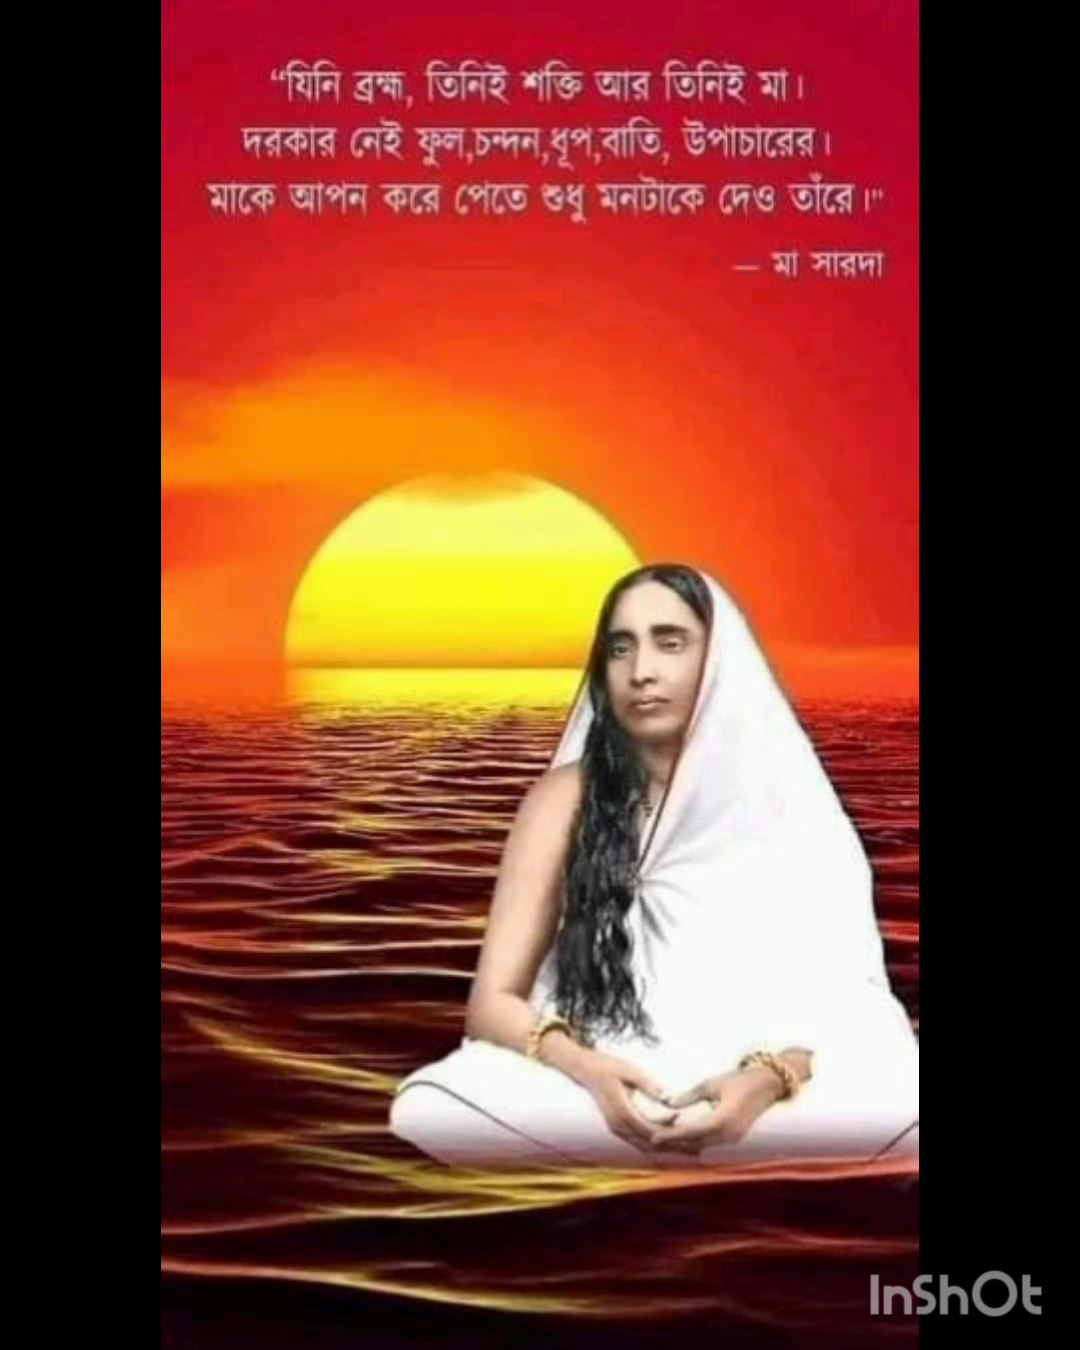 “যিনি ব্রহ্ম, তিনিই শক্তি আর তিনিই মা।
দরকার নেই ফুল,চন্দন,ধূপ,বাতি, উপাচারের।
মাকে আপন করে পেতে শুধু মনটাকে দেও তাঁরে।”
— মা সারদা
InShOt